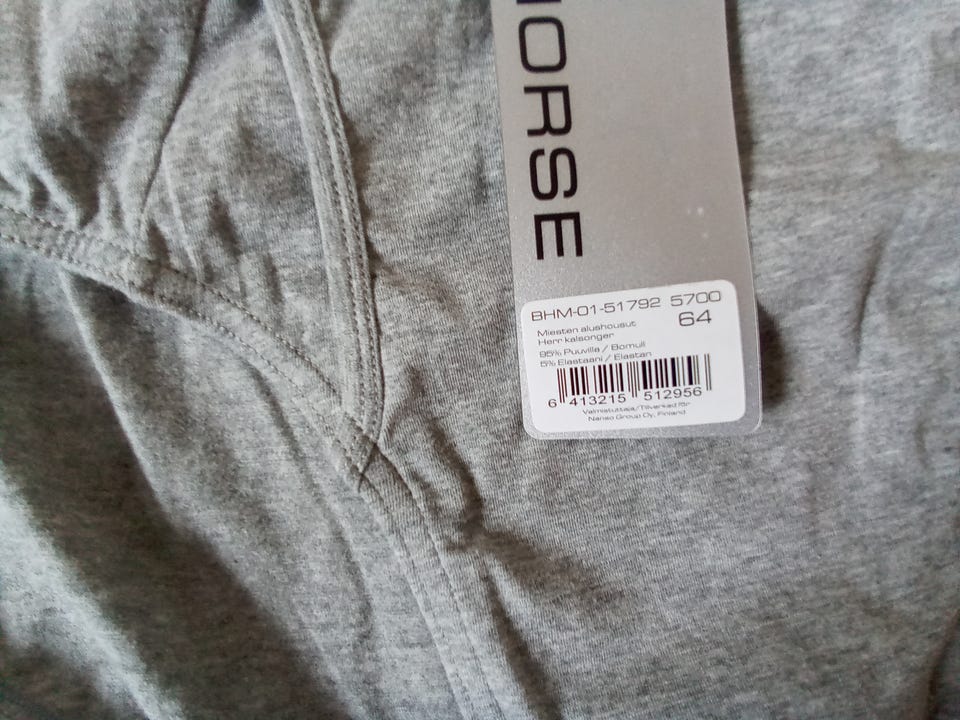 HORSE
BHM-01-51792 5700
64
Miesten alushousut
Herr kalsonger
95% Puuvilla / Bomull
5% Elastaani / Elastan
6 413215 512956
Valmistuttaja/Tillverkad för
Nanso Group Oy, Finland